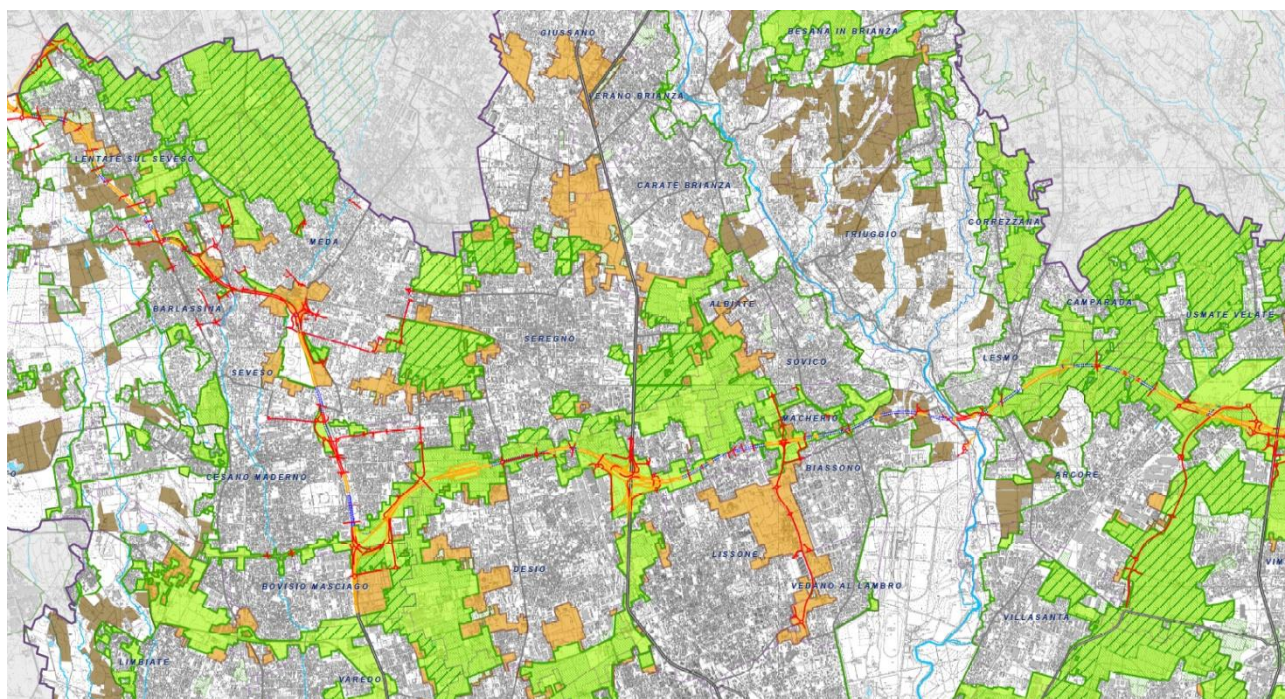 GIUSSANO
BESANA IN BRIANZA
VERANO BRIANZA
LENTATE SUL SEVESO
CARATE BRIANZA
CORREZZANA
TRIUGGIO
MEDA
BARLASSINA
ALBIATE
CAMPARADA
USMATE VELATE
SEREGNO
SOVICO
LESMO
SEVESO
MACHERIO
BIASSONO
CESANO MADERNO
ARCORE
LISSONE
DESIO
VIM
BOVISIO MASCIAGO
VEDANO AL LAMBRO
VILLASANTA
LIMBIATE
VAREDO